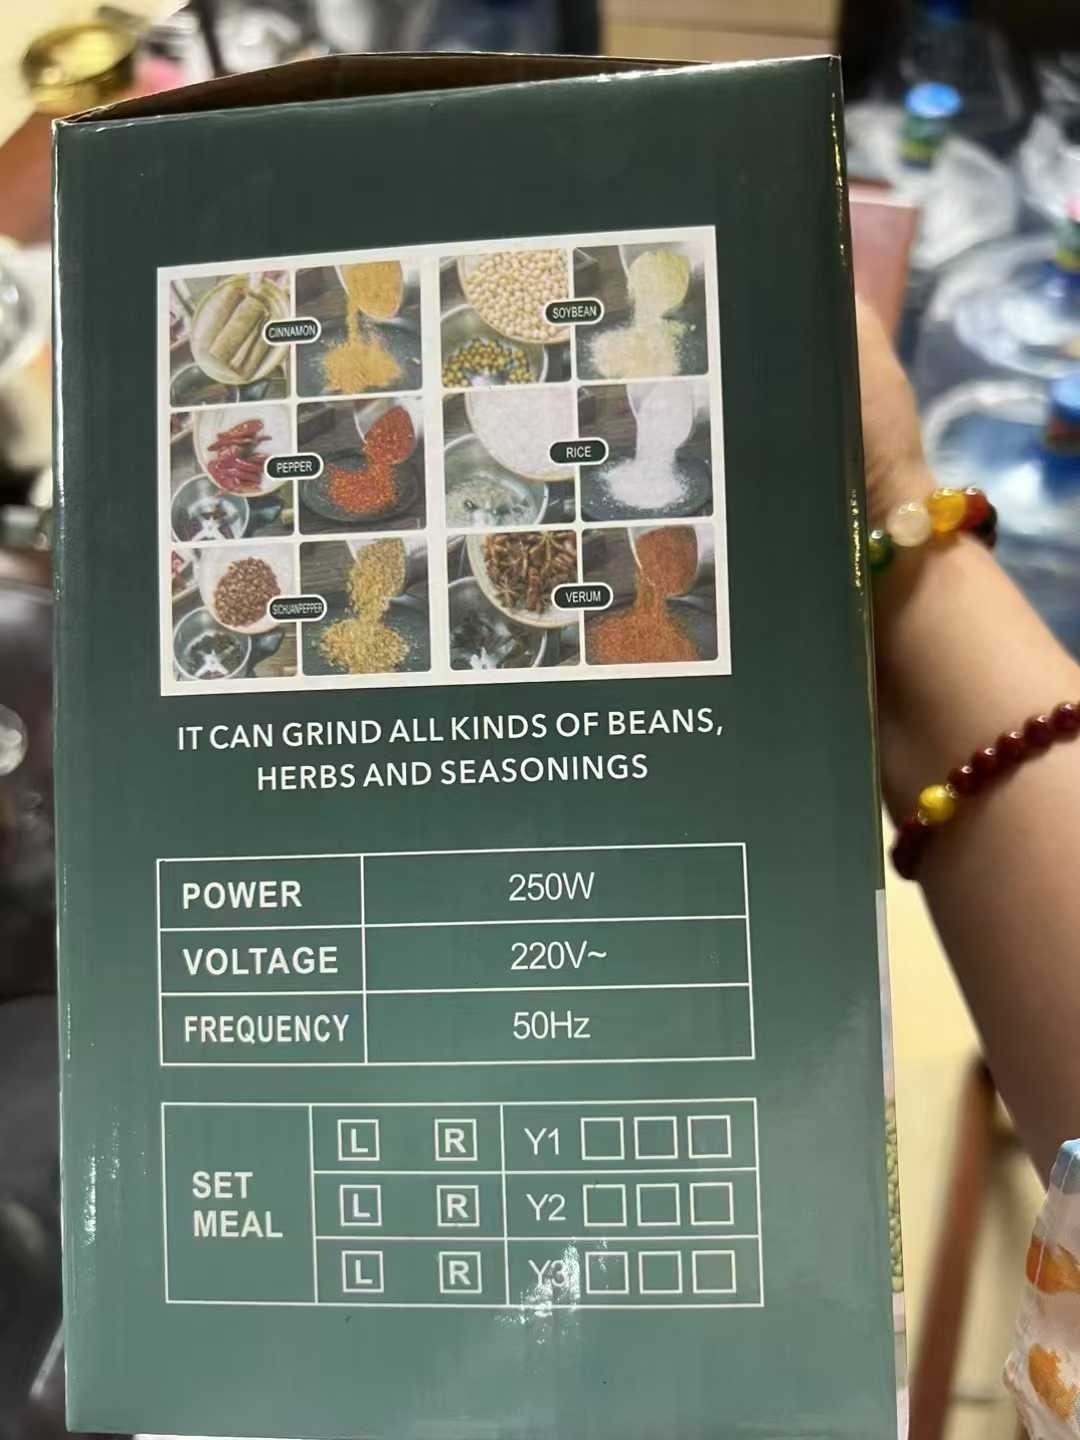 CINNAMON
SOYBEAN
PEPPER
RICE
SICHUANPEPPER
VERUM
IT CAN GRIND ALL KINDS OF BEANS,
HERBS AND SEASONINGS
POWER 250W
VOLTAGE 220V~
FREQUENCY 50Hz
SET
MEAL
L R Y1
L R Y2
L R Y3